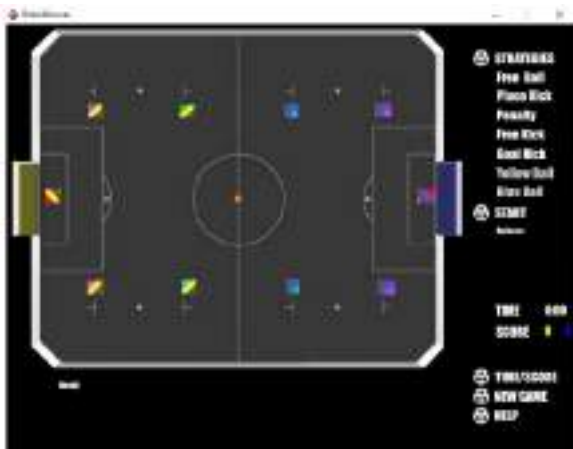 STRATEGIES
Free Ball
Place Kick
Penalty
Free Kick
Goal Kick
Yellow Ball
Blue Ball
START
TIME
SCORE
TIME/SCORE
NEW GAME
HELP